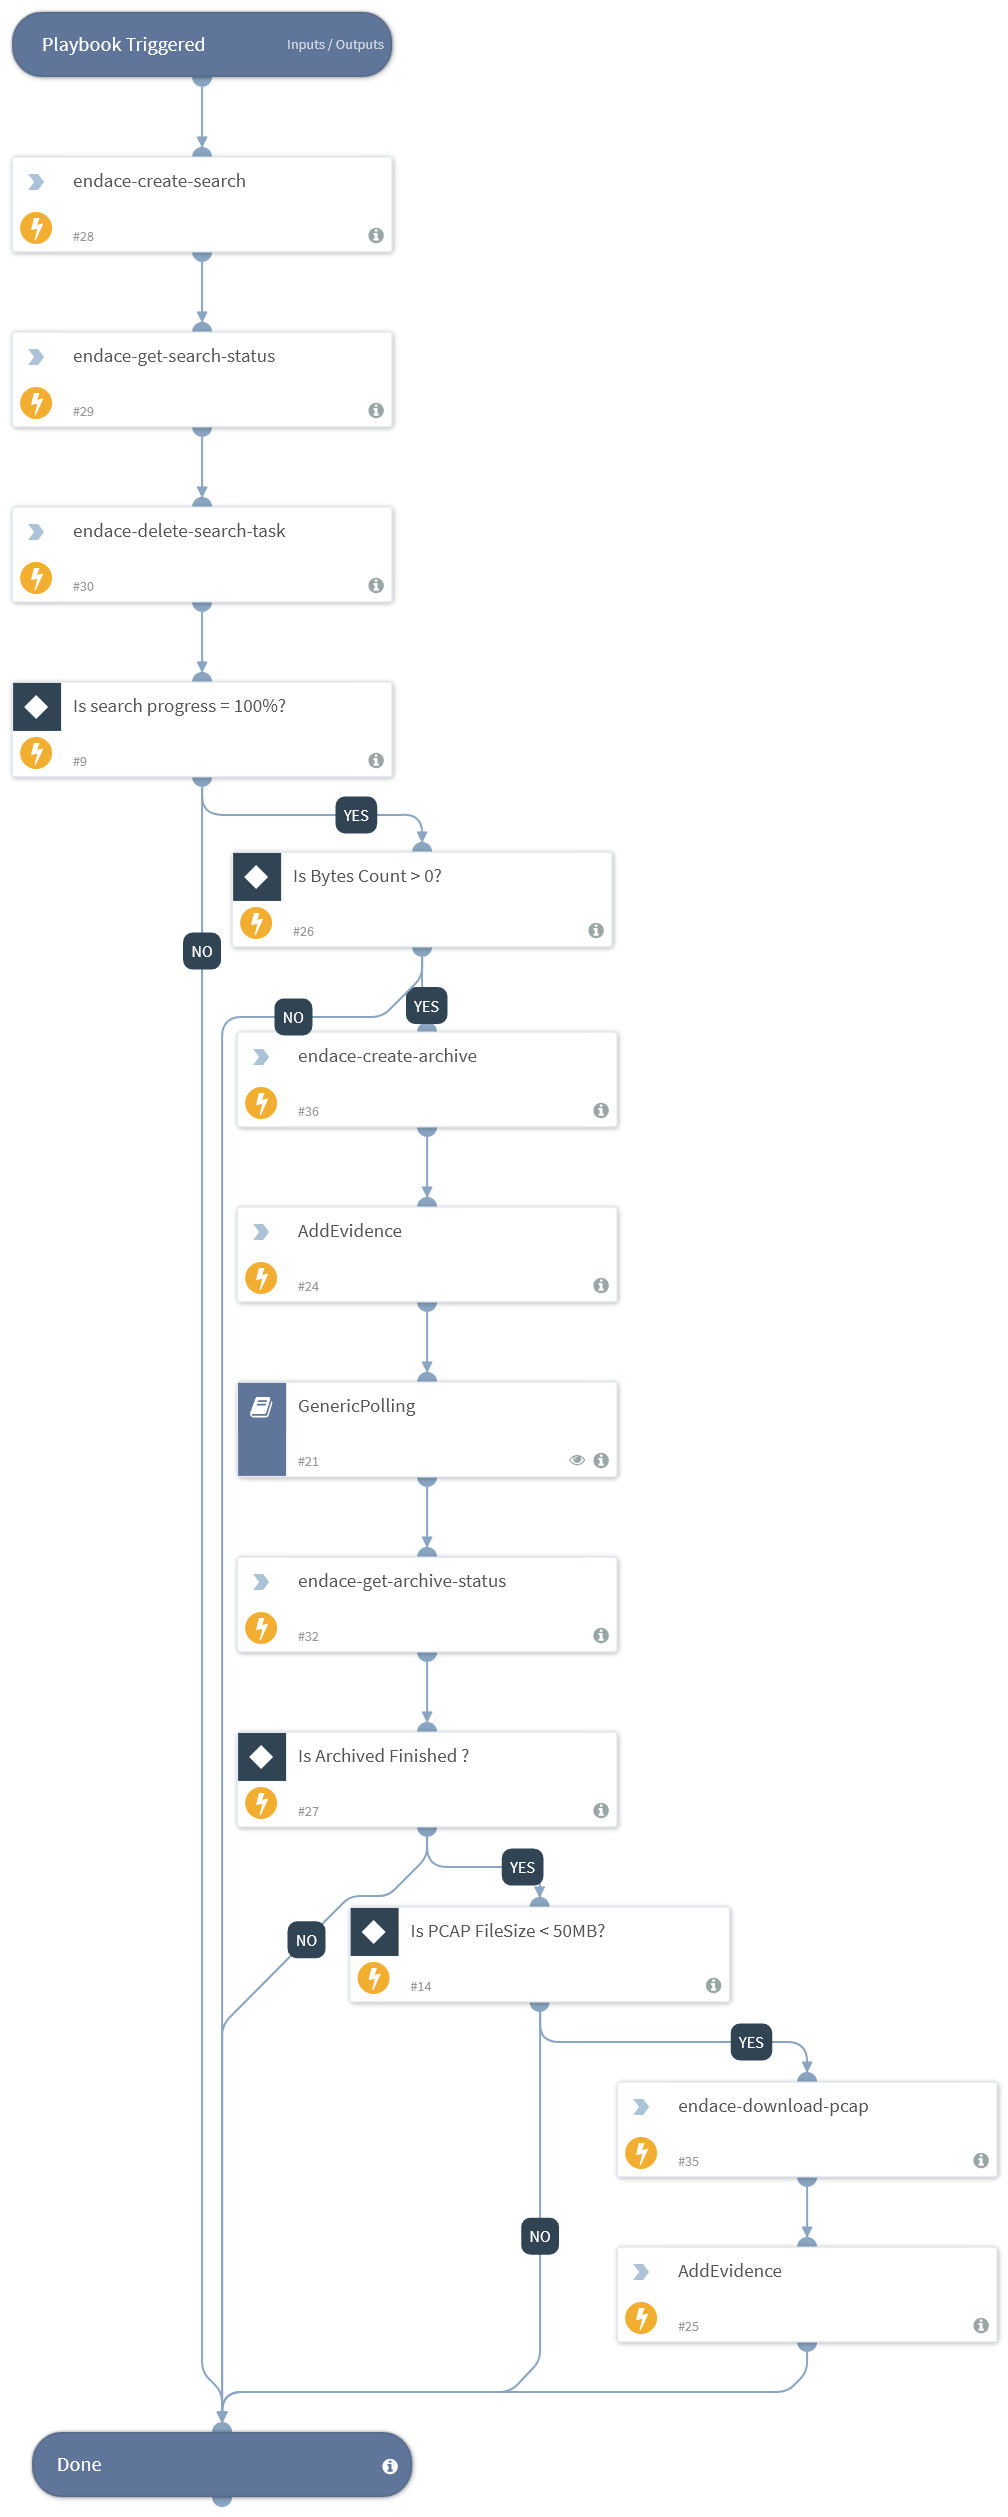 Playbook Triggered Inputs / Outputs
endace-create-search
#28
endace-get-search-status
#29
endace-delete-search-task
#30
Is search progress = 100%?
#9
YES
Is Bytes Count > 0?
#26
NO
YES
NO
endace-create-archive
#36
AddEvidence
#24
GenericPolling
#21
endace-get-archive-status
#32
Is Archived Finished ?
#27
YES
NO
Is PCAP FileSize < 50MB?
#14
YES
endace-download-pcap
#35
NO
AddEvidence
#25
Done